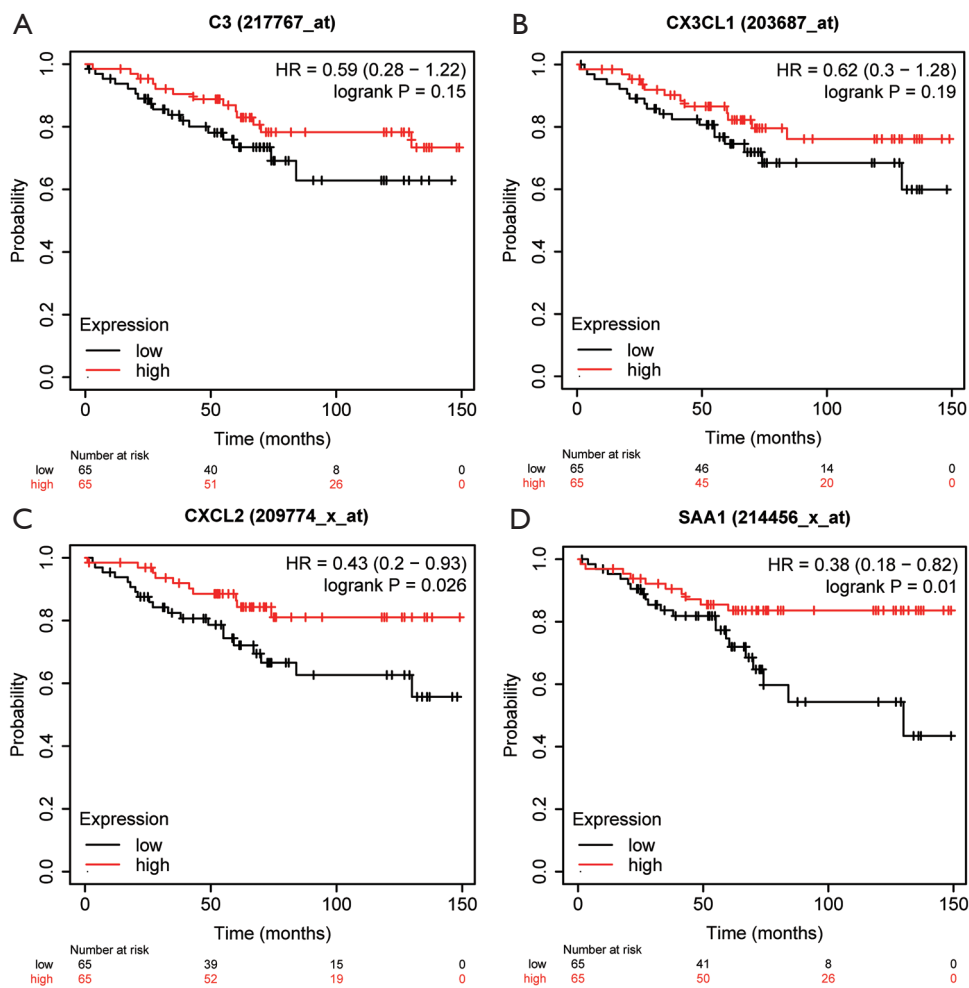 A
C3 (217767_at)
HR = 0.59 (0.28 − 1.22)
logrank P = 0.15
Probability
1.0
0.8
0.6
0.4
0.2
0.0
Expression
low
high
0 50 100 150
Time (months)
Number at risk
low 65 40 8 0
high 65 51 26 0
B
CX3CL1 (203687_at)
HR = 0.62 (0.3 − 1.28)
logrank P = 0.19
Probability
1.0
0.8
0.6
0.4
0.2
0.0
Expression
low
high
0 50 100 150
Time (months)
Number at risk
low 65 46 14 0
high 65 45 20 0
C
CXCL2 (209774_x_at)
HR = 0.43 (0.2 − 0.93)
logrank P = 0.026
Probability
1.0
0.8
0.6
0.4
0.2
0.0
Expression
low
high
0 50 100 150
Time (months)
Number at risk
low 65 39 15 0
high 65 52 19 0
D
SAA1 (214456_x_at)
HR = 0.38 (0.18 − 0.82)
logrank P = 0.01
Probability
1.0
0.8
0.6
0.4
0.2
0.0
Expression
low
high
0 50 100 150
Time (months)
Number at risk
low 65 41 8 0
high 65 50 26 0